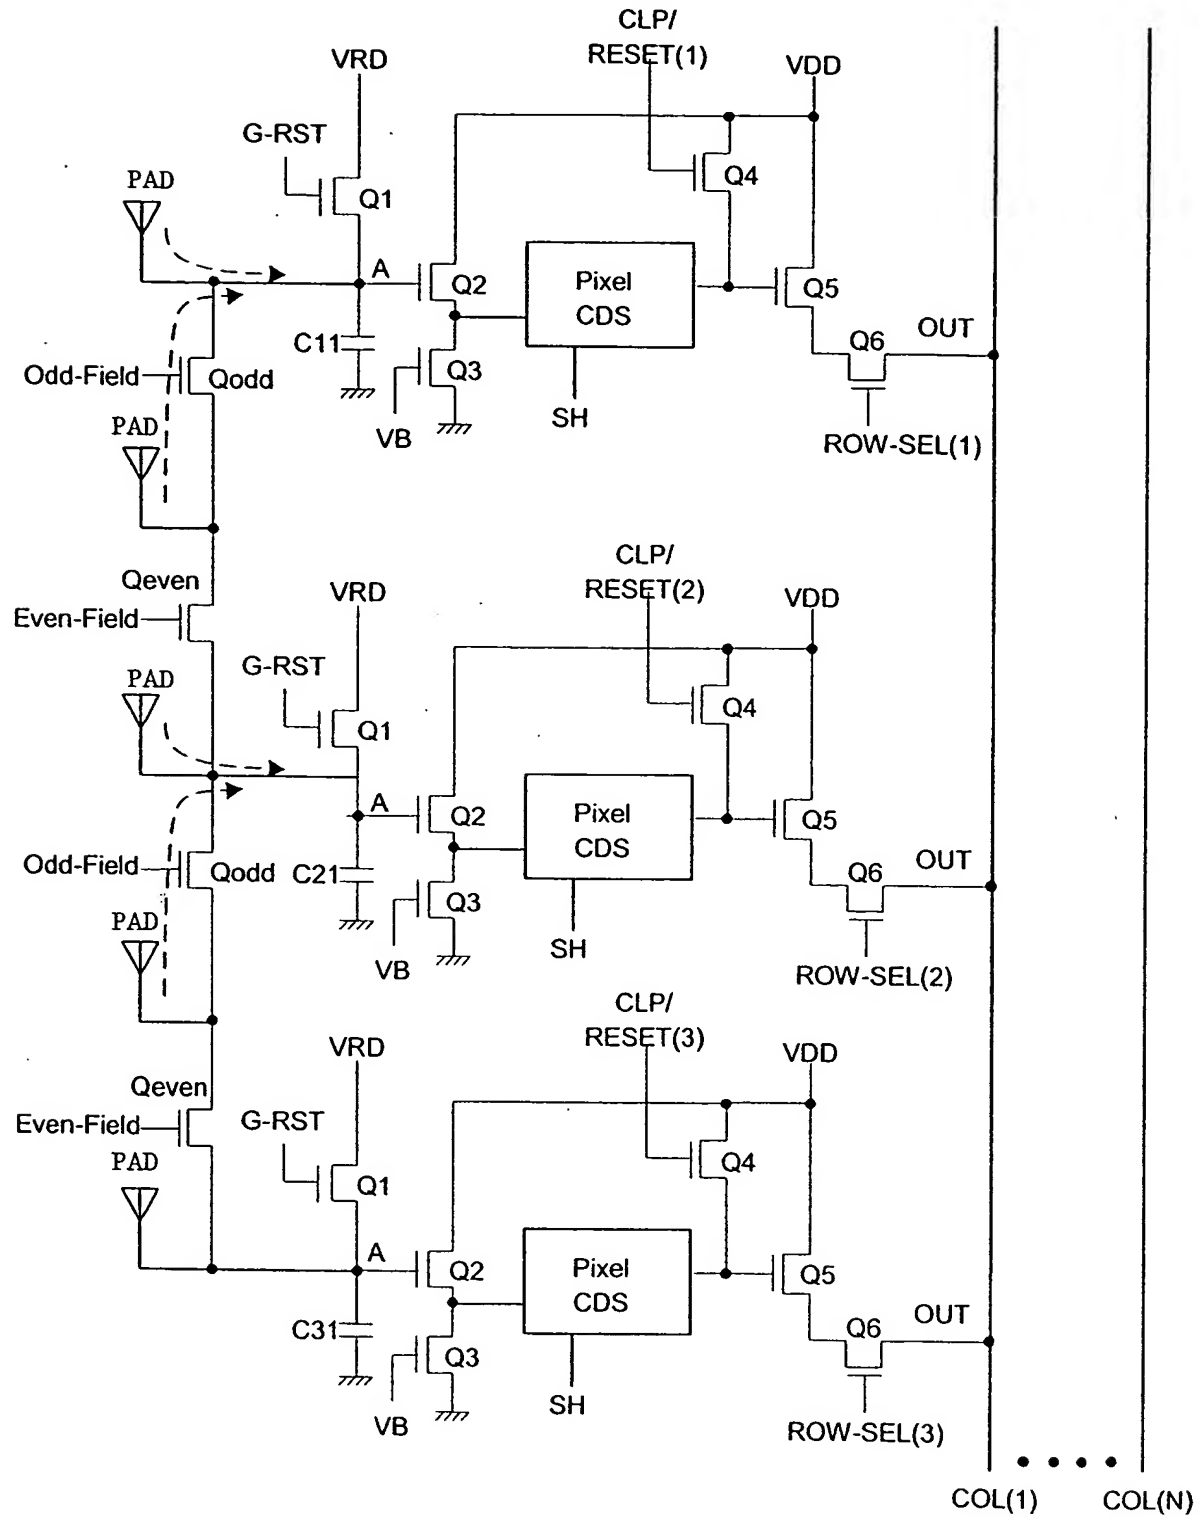 CLP/
RESET(1)
VRD
VDD
G-RST
Q4
PAD
Q1
A
Q2
Pixel
CDS
Q5
OUT
C11
Q6
Odd-Field
Qodd
Q3
SH
VB
PAD
ROW-SEL(1)
CLP/
RESET(2)
Qeven
VRD
VDD
Even-Field
G-RST
PAD
Q4
Q1
A
Q2
Pixel
CDS
Q5
OUT
Odd-Field
Qodd
C21
Q6
Q3
PAD
SH
VB
ROW-SEL(2)
CLP/
RESET(3)
VRD
VDD
Qeven
Even-Field
G-RST
PAD
Q4
Q1
A
Q2
Pixel
CDS
Q5
OUT
C31
Q6
Q3
SH
VB
ROW-SEL(3)
COL(1)
COL(N)